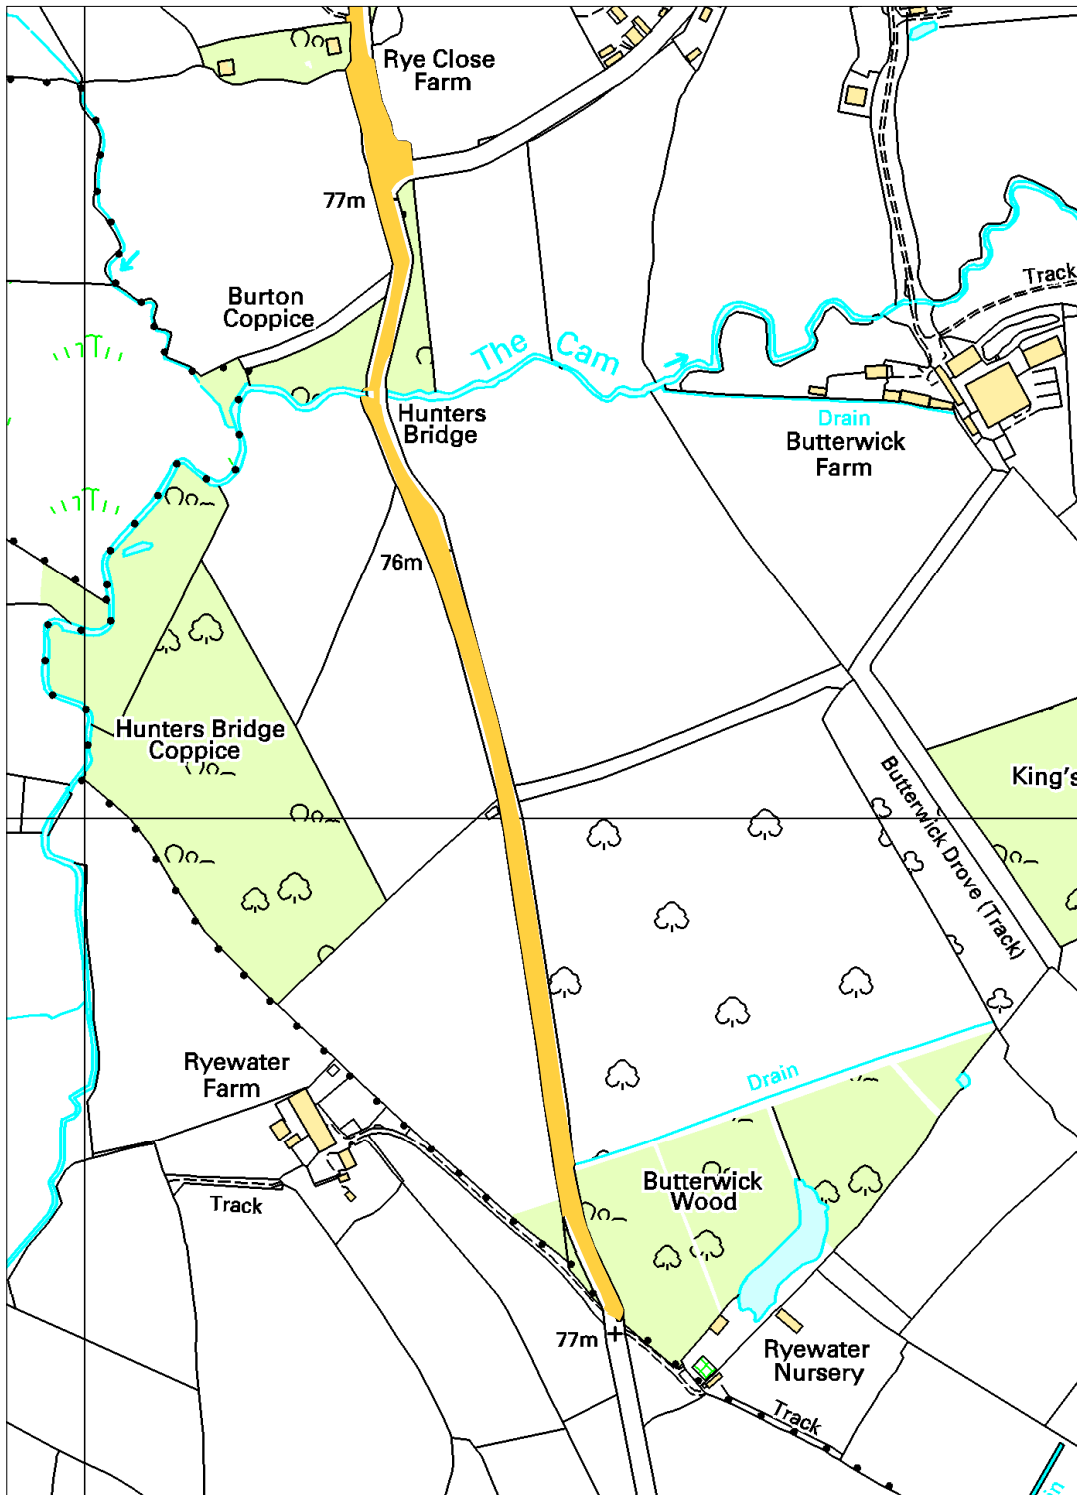 Rye Close
Farm
77m
Track
Burton
Coppice
The Cam
Hunters
Bridge
Drain
Butterwick
Farm
76m
Hunters Bridge
Coppice
King's
Butterwick Drove (Track)
Ryewater
Farm
Drain
Butterwick
Wood
Track
77m
Ryewater
Nursery
Track